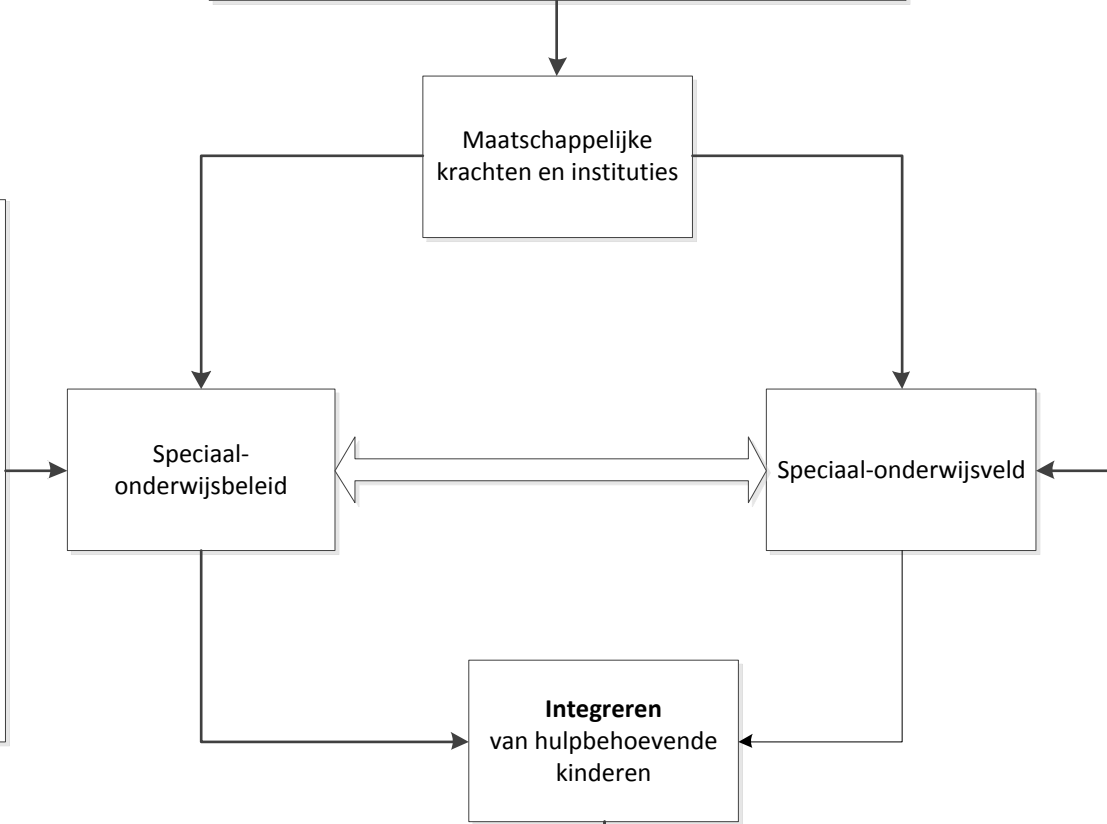 Maatschappelijke
krachten en instituties
Speciaal-
onderwijsbeleid
Speciaal-onderwijsveld
Integreren
van hulpbehoevende
kinderen